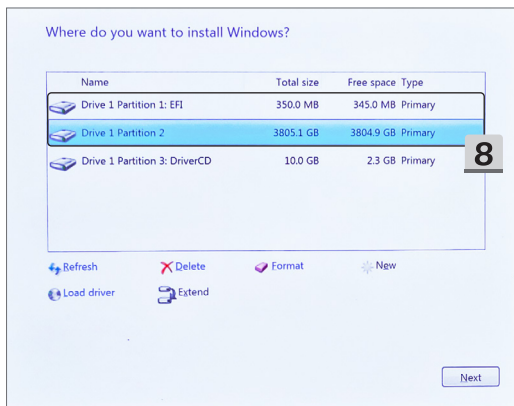 Where do you want to install Windows?
Name Total size Free space Type
Drive 1 Partition 1: EFI 350.0 MB 345.0 MB Primary
Drive 1 Partition 2 3805.1 GB 3804.9 GB Primary
Drive 1 Partition 3: DriverCD 10.0 GB 2.3 GB Primary
8
Refresh Delete Format New
Load driver Extend
Next